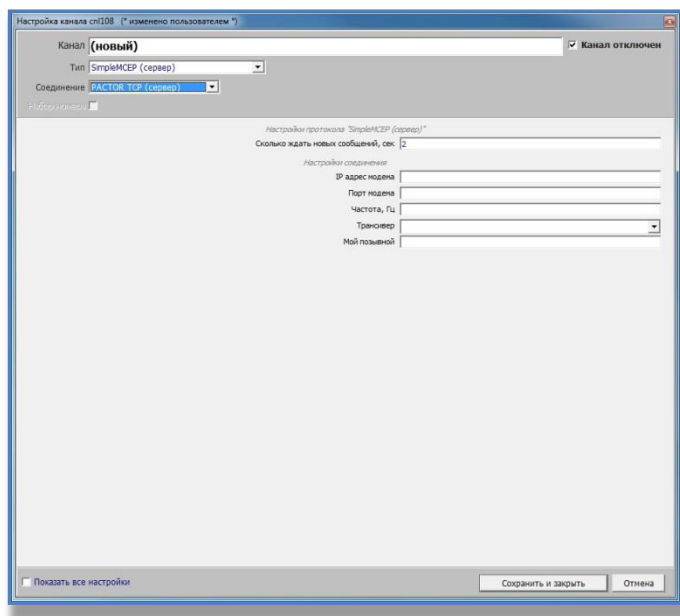 Настройка канала cnl108 (* изменено пользователем *)
Канал (новый)
Канал отключен
Тип SimpleMCEP (сервер)
Соединение PACTOR TCP (сервер)
Набор номера
Настройки протокола "SimpleMCEP (сервер)"
Сколько ждать новых сообщений, сек 2
Настройки соединения
IP адрес модема
Порт модема
Частота, Гц
Трансивер
Мой позывной
Показать все настройки
Сохранить и закрыть
Отмена